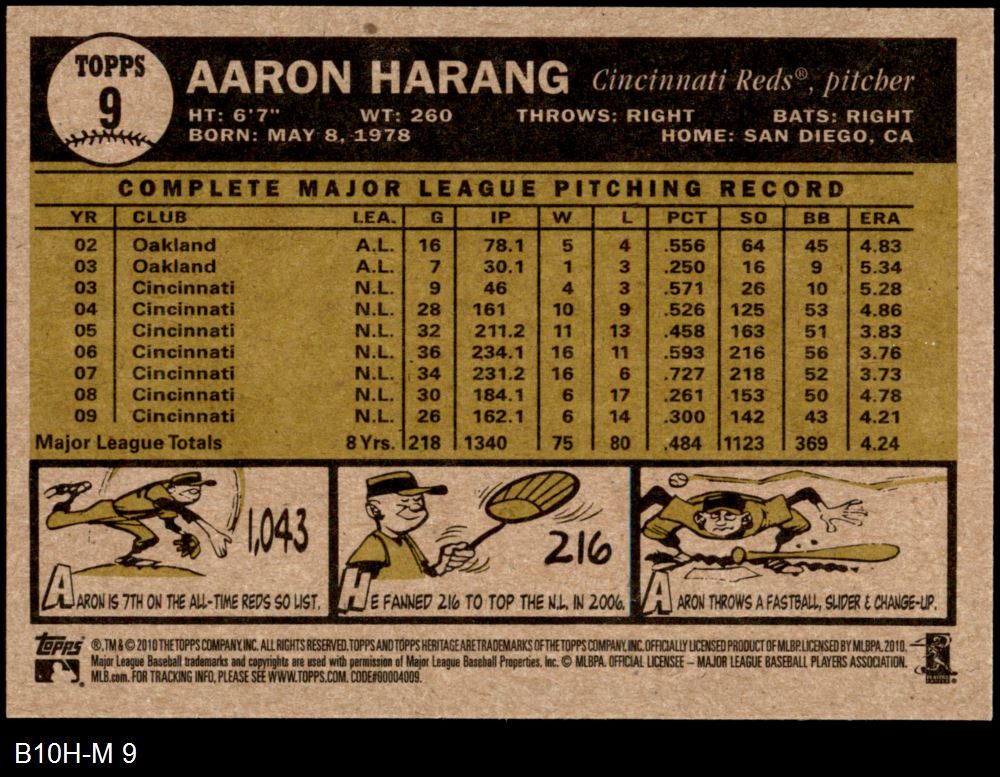 TOPPS
9
AARON HARANG Cincinnati Reds®, pitcher
HT: 6'7" WT: 260 THROWS: RIGHT BATS: RIGHT
BORN: MAY 8, 1978 HOME: SAN DIEGO, CA
COMPLETE MAJOR LEAGUE PITCHING RECORD
YR CLUB LEA. G IP W L PCT SO BB ERA
02 Oakland A.L. 16 78.1 5 4 .556 64 45 4.83
03 Oakland A.L. 7 30.1 1 3 .250 16 9 5.34
03 Cincinnati N.L. 9 46 4 3 .571 26 10 5.28
04 Cincinnati N.L. 28 161 10 9 .526 125 53 4.86
05 Cincinnati N.L. 32 211.2 11 13 .458 163 51 3.83
06 Cincinnati N.L. 36 234.1 16 11 .593 216 56 3.76
07 Cincinnati N.L. 34 231.2 16 6 .727 218 52 3.73
08 Cincinnati N.L. 30 184.1 6 17 .261 153 50 4.78
09 Cincinnati N.L. 26 162.1 6 14 .300 142 43 4.21
Major League Totals 8 Yrs. 218 1340 75 80 .484 1123 369 4.24
1,043
AARON IS 7TH ON THE ALL-TIME REDS SO LIST.
216
HE FANNED 216 TO TOP THE N.L. IN 2006.
AARON THROWS A FASTBALL, SLIDER & CHANGE-UP.
Topps ®, TM & © 2010 THE TOPPS COMPANY, INC. ALL RIGHTS RESERVED. TOPPS AND TOPPS HERITAGE ARE TRADEMARKS OF THE TOPPS COMPANY, INC. OFFICIALLY LICENSED PRODUCT OF MLBP. LICENSED BY MLBPA, 2010.
Major League Baseball trademarks and copyrights are used with permission of Major League Baseball Properties, Inc. © MLBPA. OFFICIAL LICENSEE – MAJOR LEAGUE BASEBALL PLAYERS ASSOCIATION.
MLB.com. FOR TRACKING INFO, PLEASE SEE WWW.TOPPS.COM. CODE#00004009.
B10H-M 9